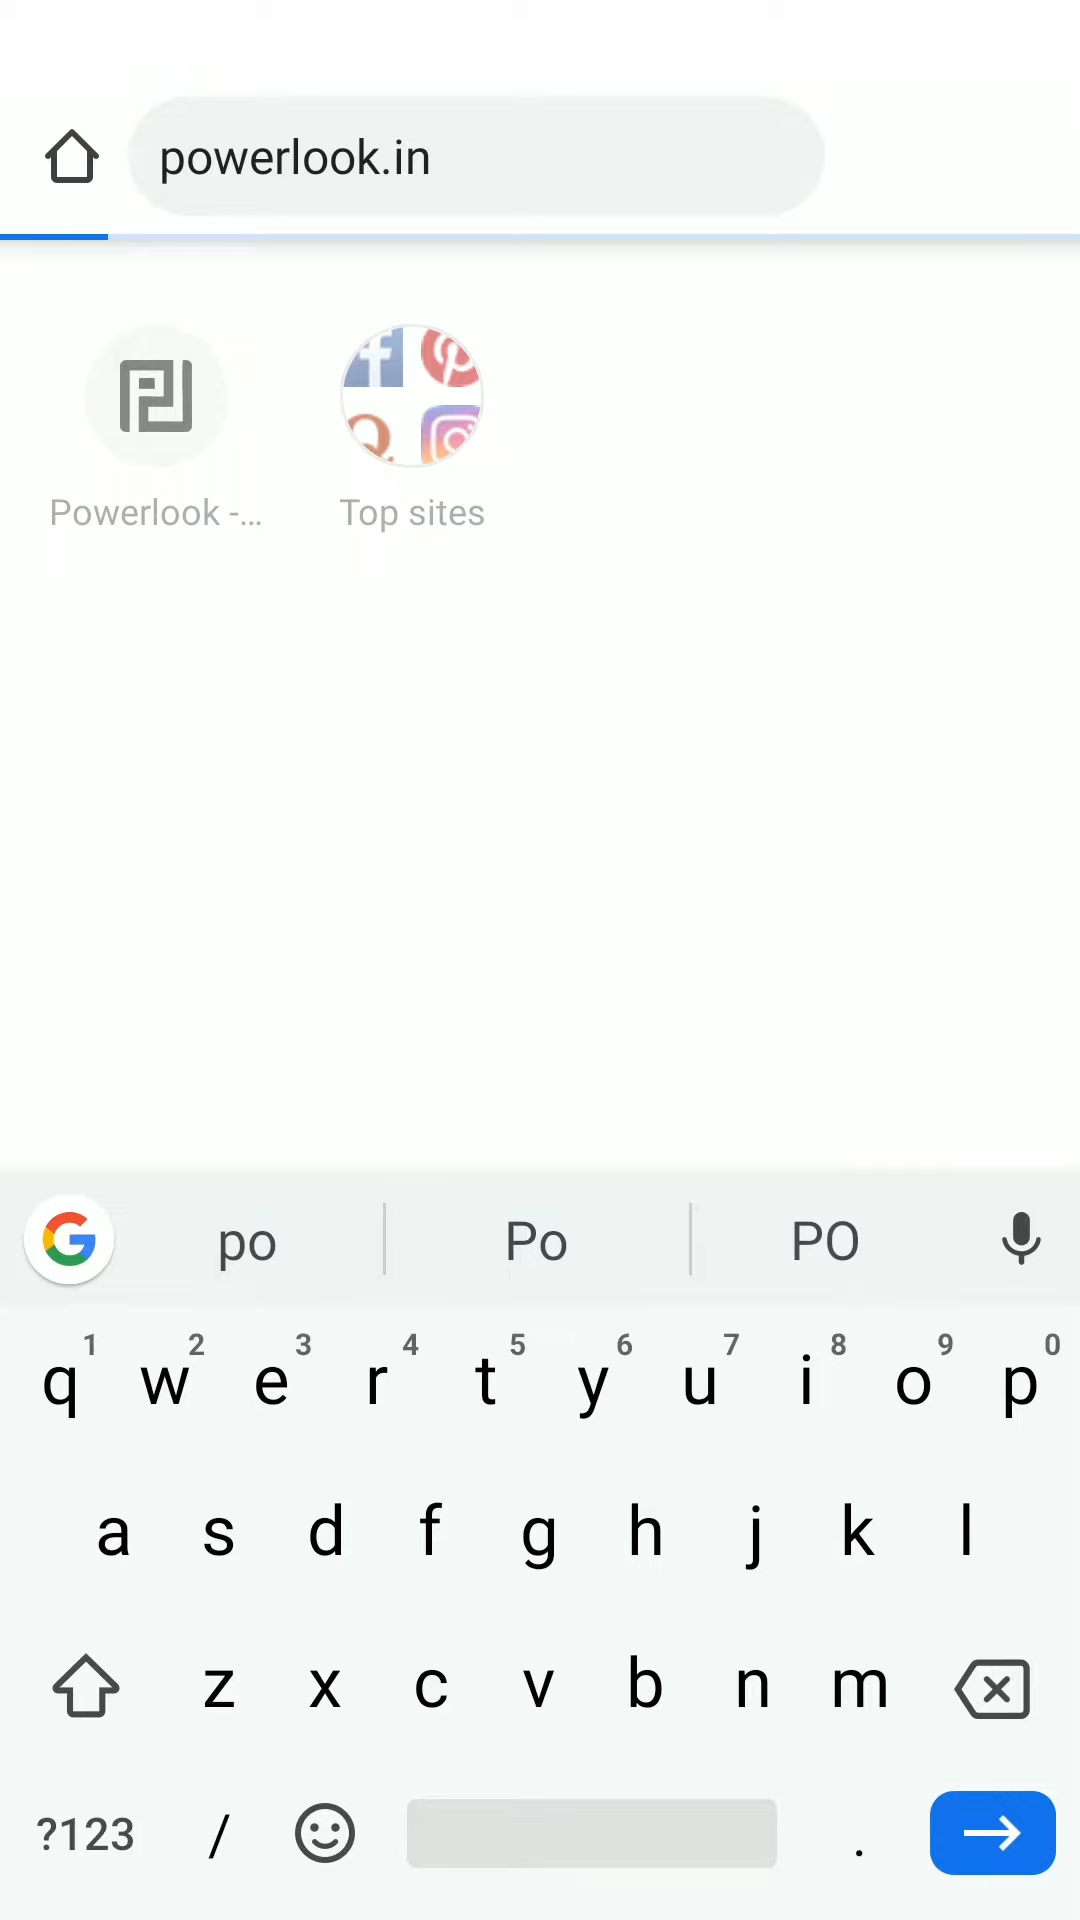 powerlook.in
Powerlook -...
Top sites
po Po PO
1 2 3 4 5 6 7 8 9 0
q w e r t y u i o p
a s d f g h j k l
z x c v b n m
?123 / .